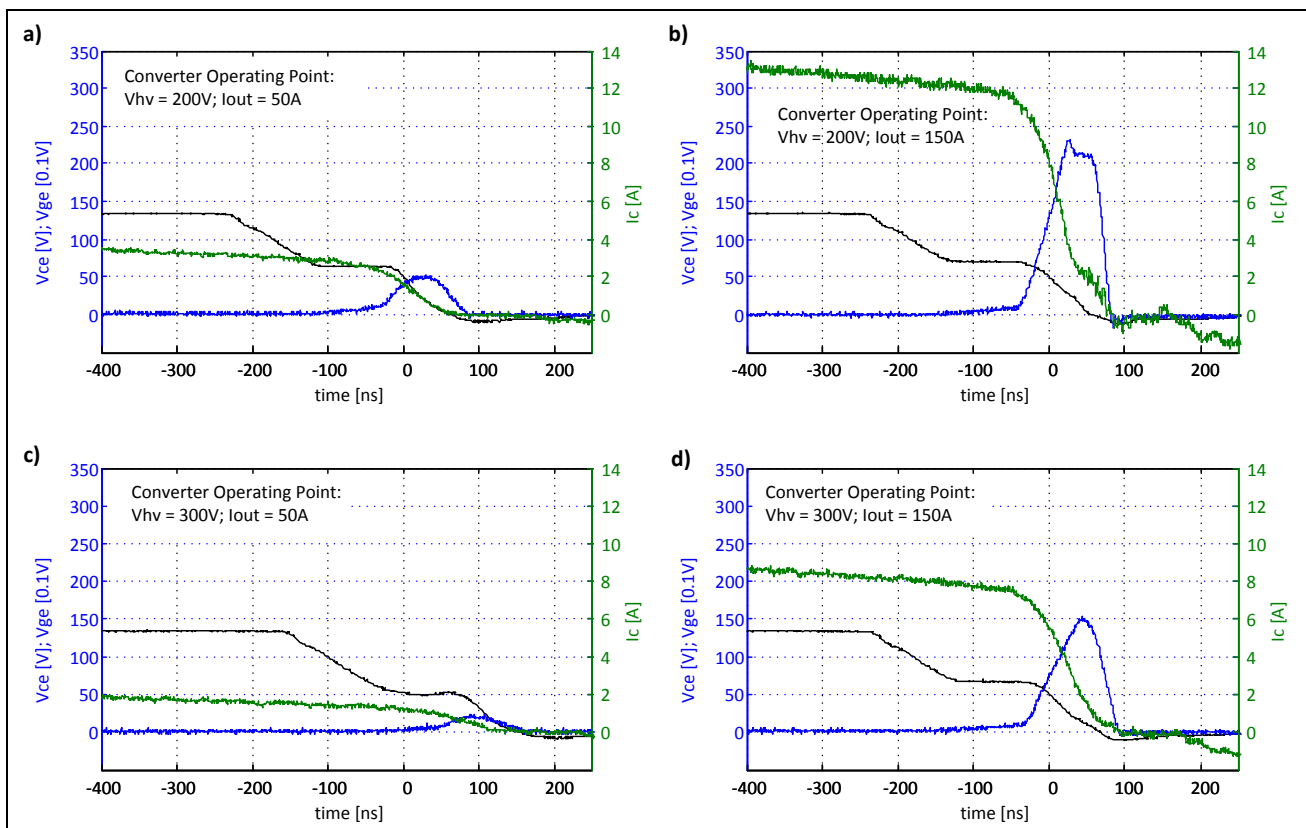 a)
350
300
250
200
150
100
50
0
Vce [V]; Vge [0.1V]
Converter Operating Point:
Vhv = 200V; Iout = 50A
14
12
10
8
6
4
2
0
Ic [A]
-400 -300 -200 -100 0 100 200
time [ns]
b)
350
300
250
200
150
100
50
0
Vce [V]; Vge [0.1V]
Converter Operating Point:
Vhv = 200V; Iout = 150A
14
12
10
8
6
4
2
0
Ic [A]
-400 -300 -200 -100 0 100 200
time [ns]
c)
350
300
250
200
150
100
50
0
Vce [V]; Vge [0.1V]
Converter Operating Point:
Vhv = 300V; Iout = 50A
14
12
10
8
6
4
2
0
Ic [A]
-400 -300 -200 -100 0 100 200
time [ns]
d)
350
300
250
200
150
100
50
0
Vce [V]; Vge [0.1V]
Converter Operating Point:
Vhv = 300V; Iout = 150A
14
12
10
8
6
4
2
0
Ic [A]
-400 -300 -200 -100 0 100 200
time [ns]